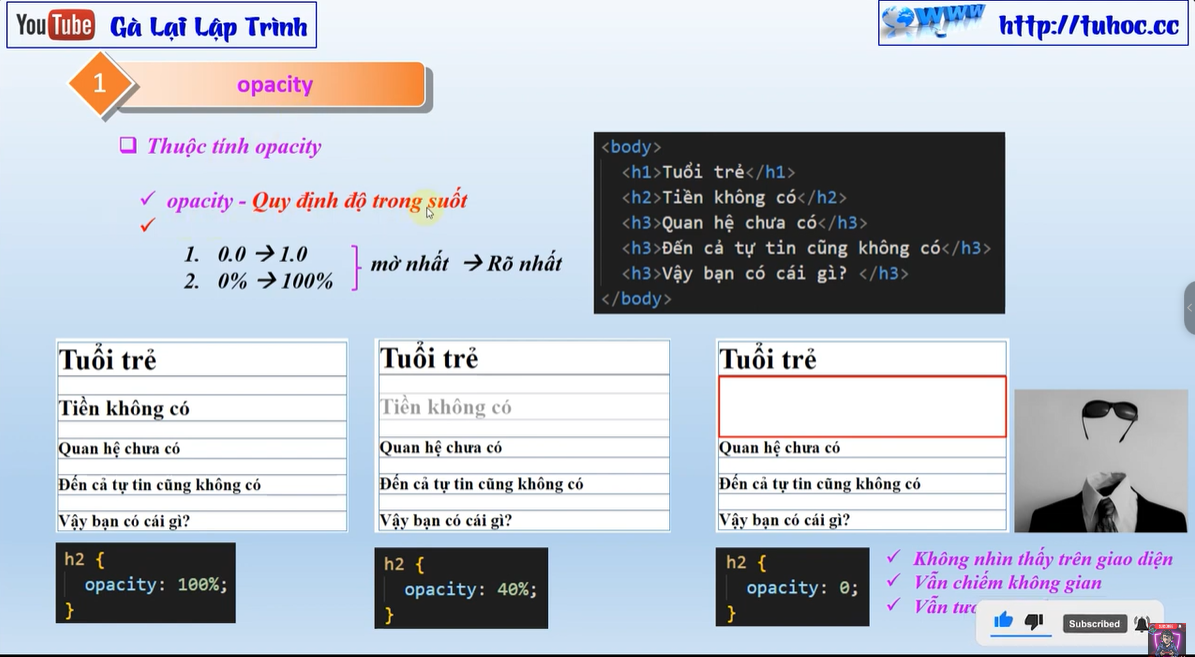 YouTube Gà Lại Lập Trình
WWW http://tuhoc.cc
1 opacity
Thuộc tính opacity
opacity - Quy định độ trong suốt
1. 0.0 → 1.0
2. 0% → 100%
mờ nhất → Rõ nhất
<body>
<h1>Tuổi trẻ</h1>
<h2>Tiền không có</h2>
<h3>Quan hệ chưa có</h3>
<h3>Đến cả tự tin cũng không có</h3>
<h3>Vậy bạn có cái gì? </h3>
</body>
Tuổi trẻ
Tiền không có
Quan hệ chưa có
Đến cả tự tin cũng không có
Vậy bạn có cái gì?
h2 {
opacity: 100%;
}
Tuổi trẻ
Tiền không có
Quan hệ chưa có
Đến cả tự tin cũng không có
Vậy bạn có cái gì?
h2 {
opacity: 40%;
}
Tuổi trẻ
Quan hệ chưa có
Đến cả tự tin cũng không có
Vậy bạn có cái gì?
h2 {
opacity: 0;
}
Không nhìn thấy trên giao diện
Vẫn chiếm không gian
Vẫn
Subscribed